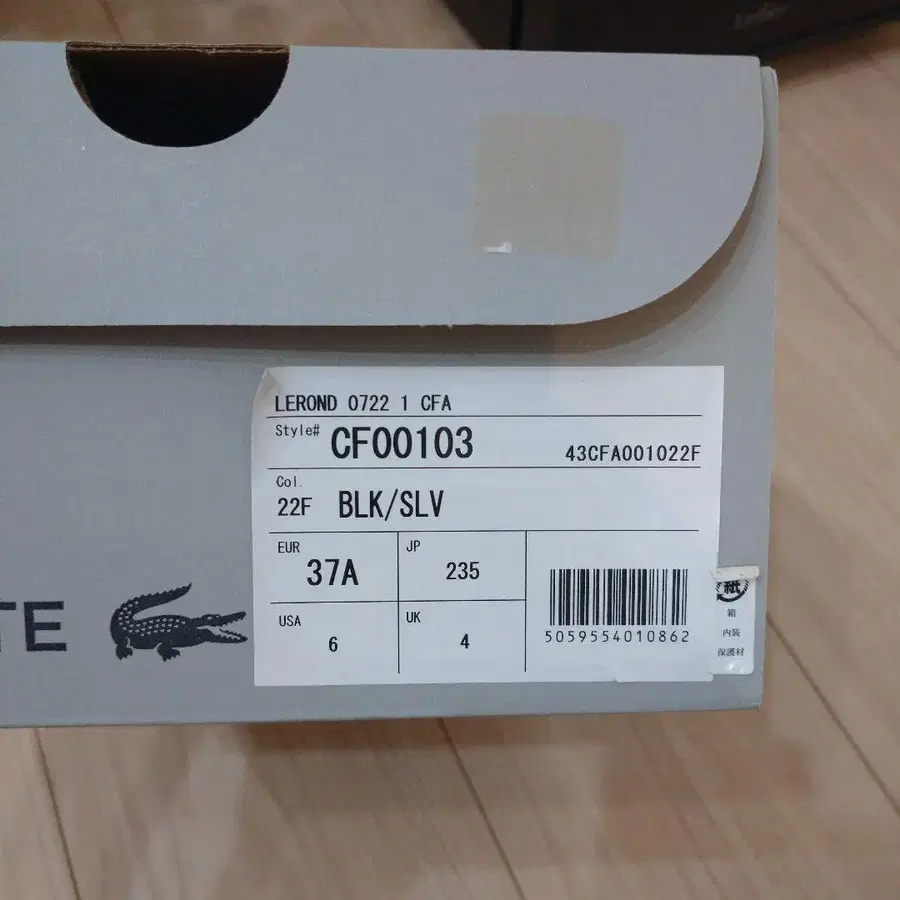 LEROND 0722 1 CFA
Style# CF00103 43CFA001022F
Col.
22F BLK/SLV
EUR
37A
JP
235
USA
6
UK
4
5059554010862
TE
紙
箱
内装
保護材